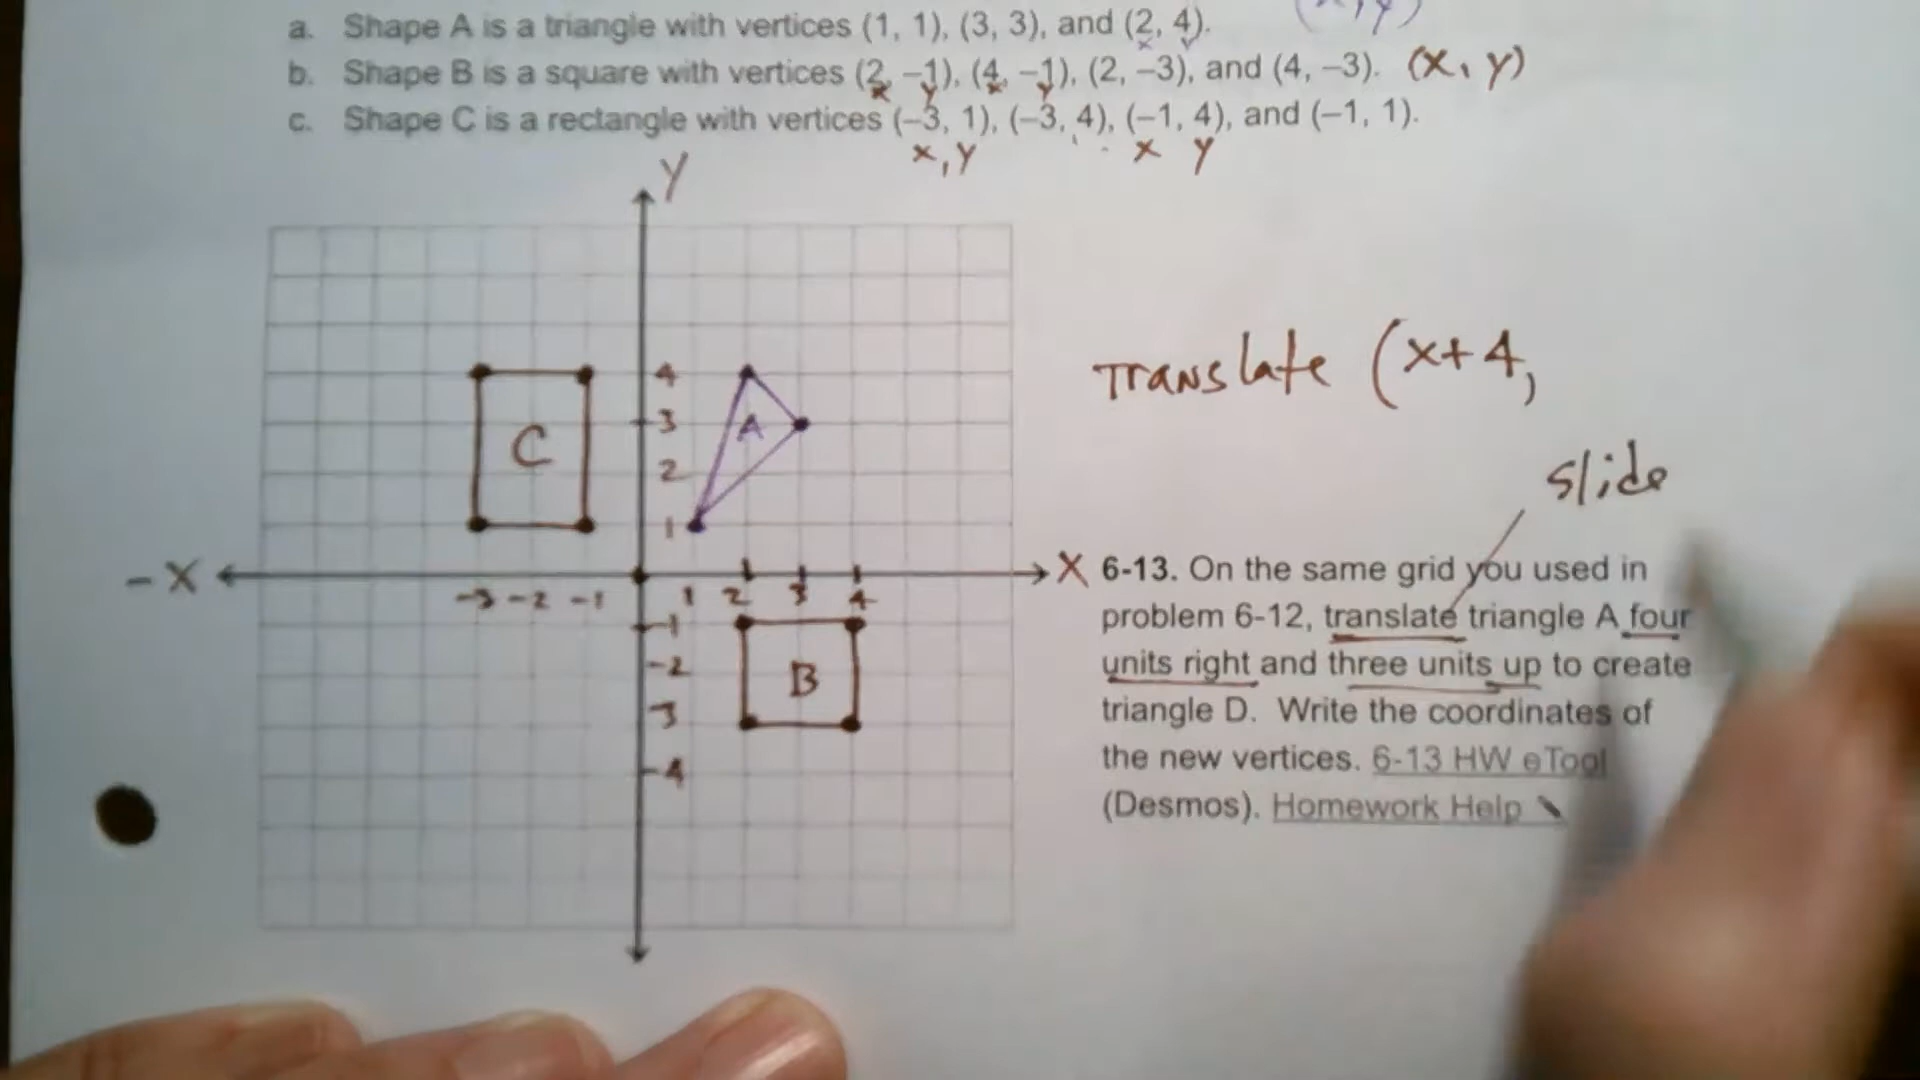 (x, y)
a. Shape A is a triangle with vertices (1, 1), (3, 3), and (2, 4).
x y
b. Shape B is a square with vertices (2, –1), (4, –1), (2, –3), and (4, –3). (x, y)
x y x y
c. Shape C is a rectangle with vertices (–3, 1), (–3, 4), (–1, 4), and (–1, 1).
x, y x y
Y
4
3
2
1
C
A
-X
X
-3 -2 -1 1 2 3 4
-1
-2
3
-4
B
Translate (x+4,
slide
6-13. On the same grid you used in
problem 6-12, translate triangle A four
units right and three units up to create
triangle D. Write the coordinates of
the new vertices. 6-13 HW eTool
(Desmos). Homework Help